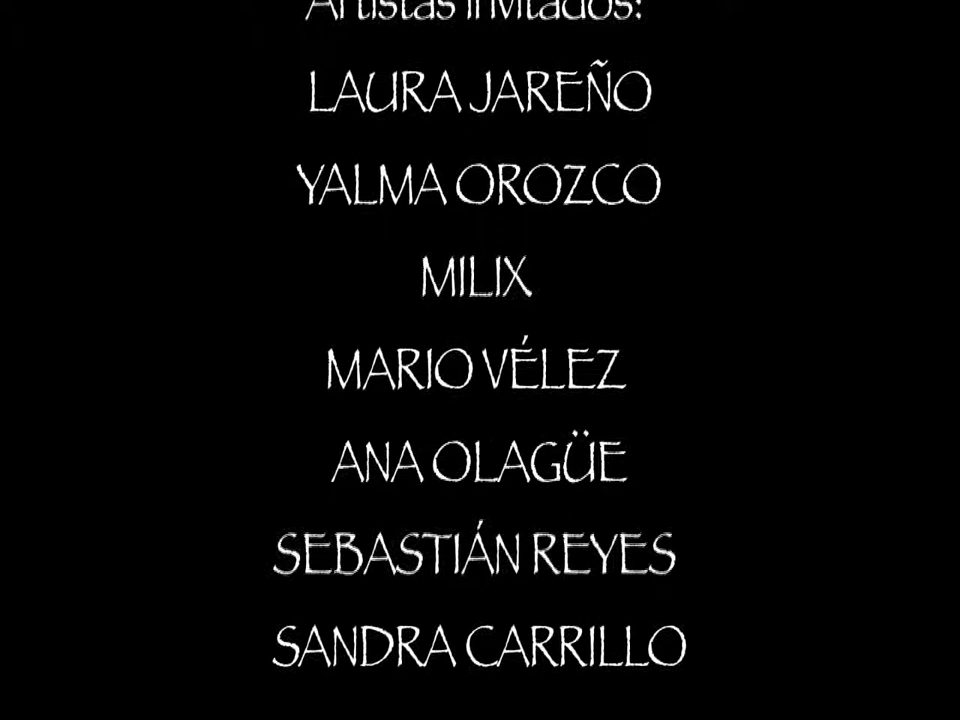 Artistas invitados:
LAURA JAREÑO
YALMA OROZCO
MILIX
MARIO VÉLEZ
ANA OLAGÜE
SEBASTIÁN REYES
SANDRA CARRILLO